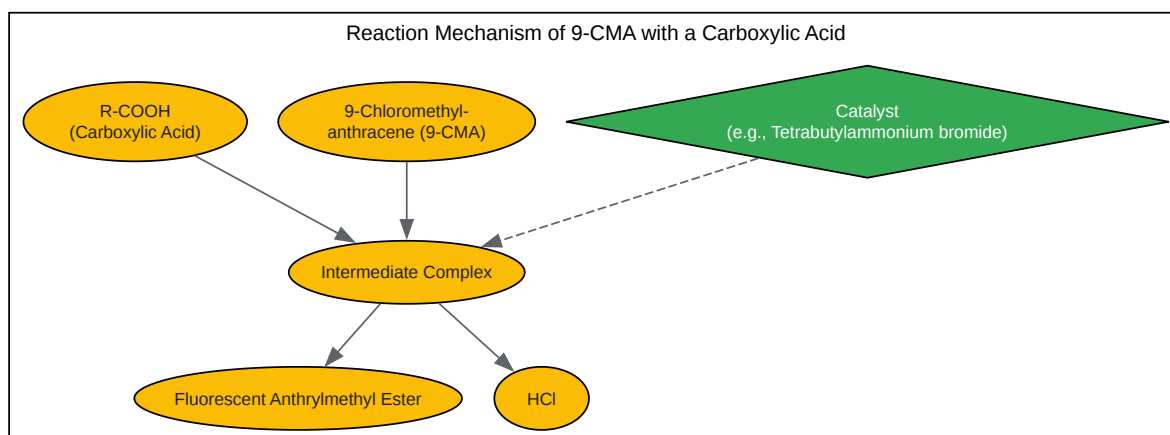 Reaction Mechanism of 9-CMA with a Carboxylic Acid
R-COOH
(Carboxylic Acid)
9-Chloromethyl-
anthracene (9-CMA)
Catalyst
(e.g., Tetrabutylammonium bromide)
Intermediate Complex
Fluorescent Anthrylmethyl Ester
HCl